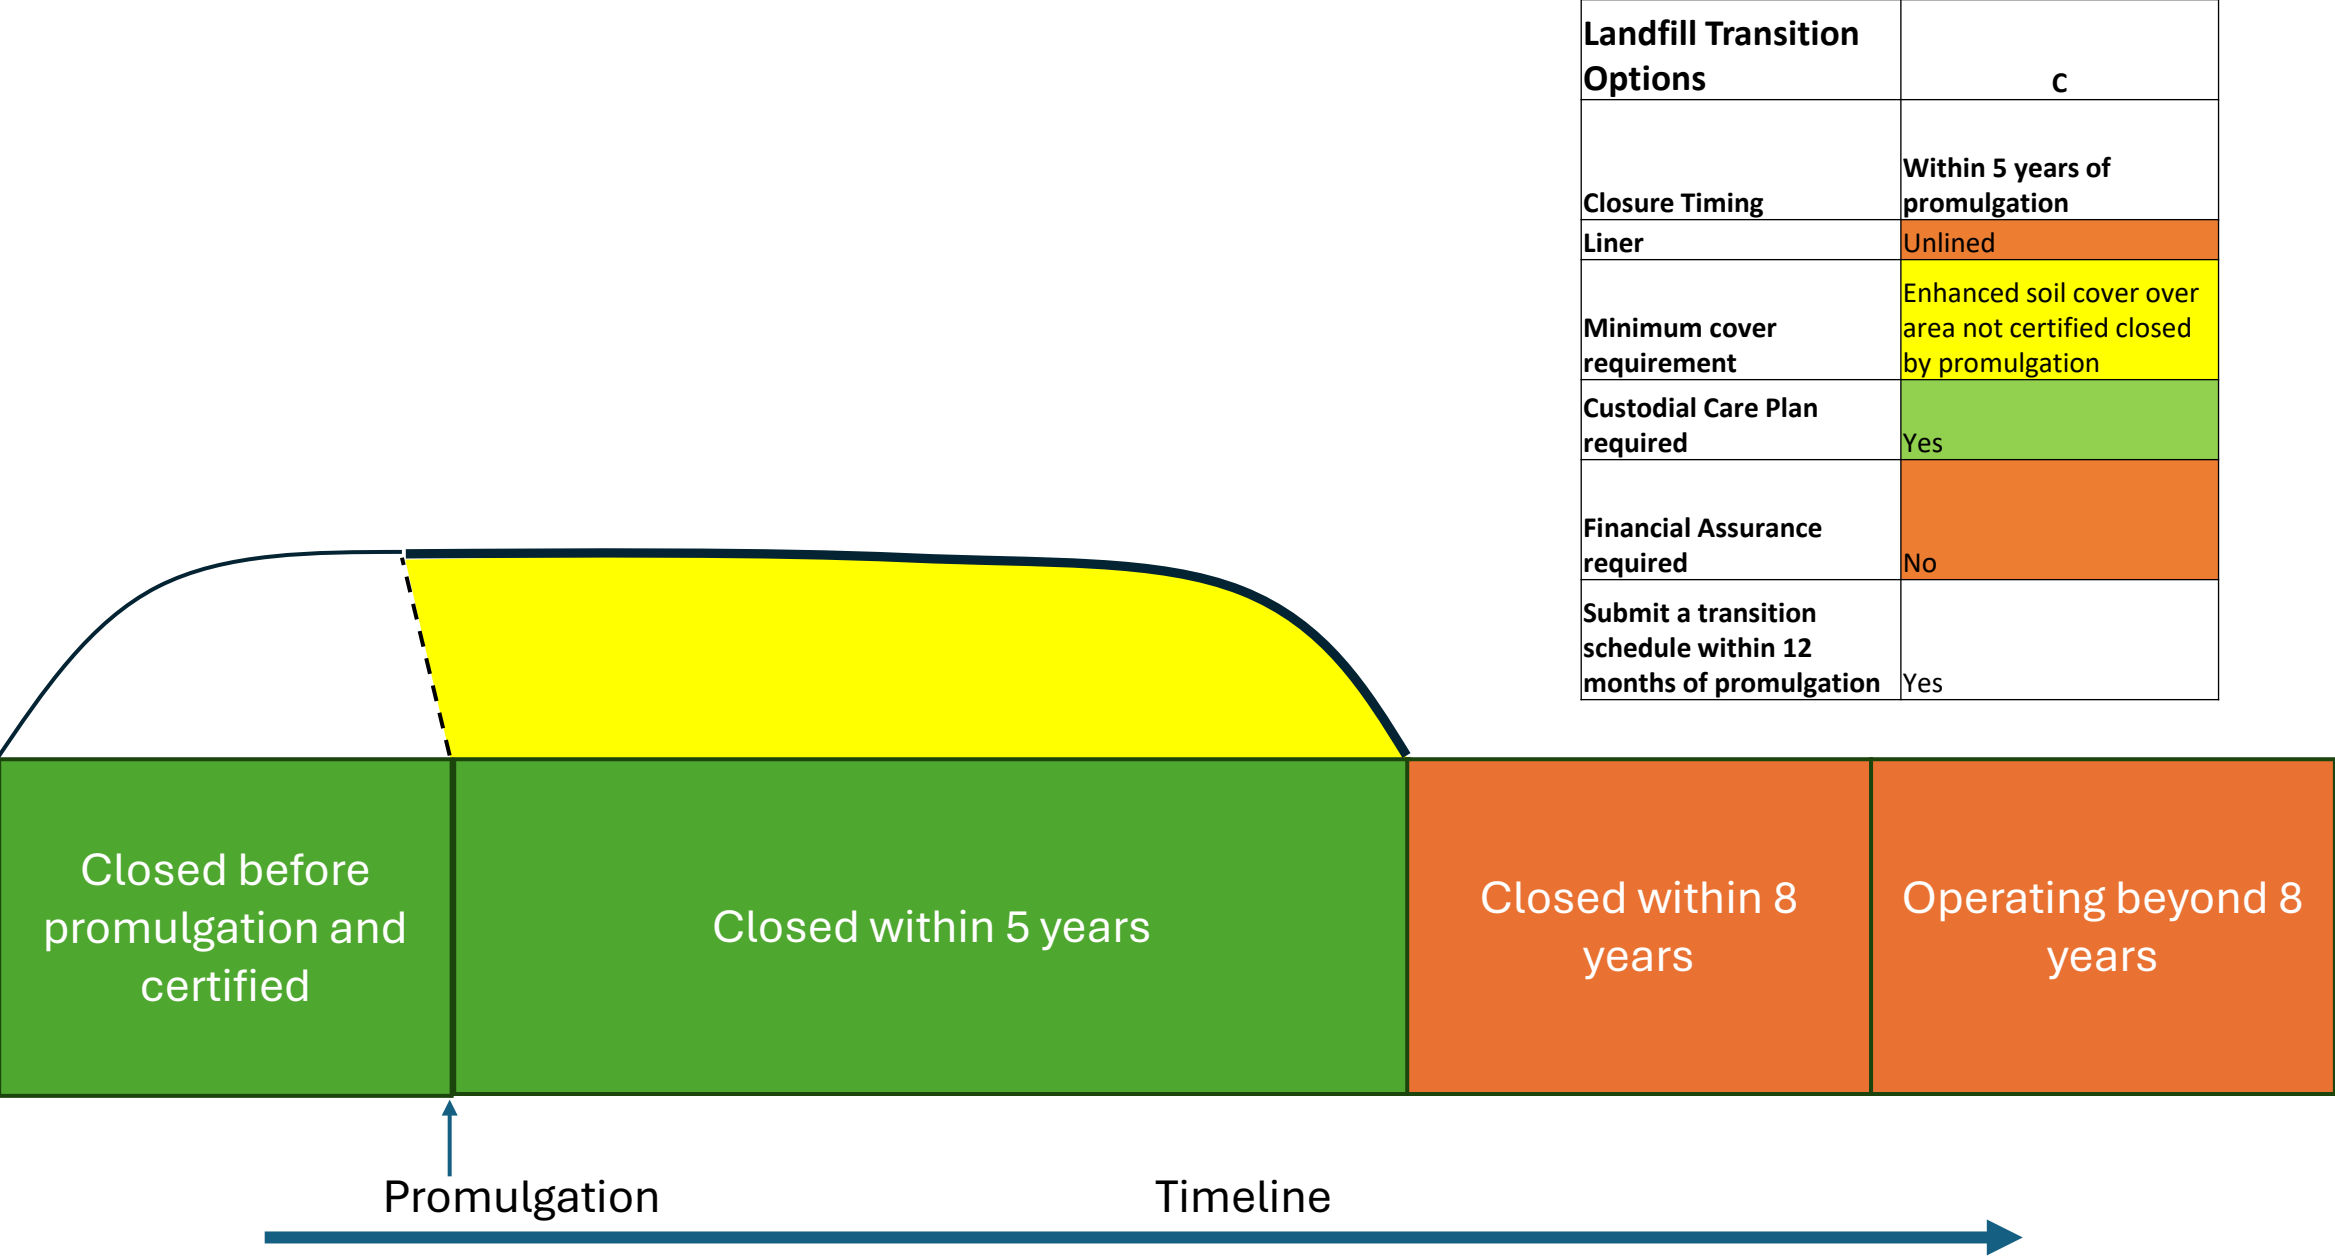 Landfill Transition
Options
C
Closure Timing
Within 5 years of
promulgation
Liner
Unlined
Minimum cover
requirement
Enhanced soil cover over
area not certified closed
by promulgation
Custodial Care Plan
required
Yes
Financial Assurance
required
No
Submit a transition
schedule within 12
months of promulgation
Yes
Closed before
promulgation and
certified
Closed within 5 years
Closed within 8
years
Operating beyond 8
years
Promulgation
Timeline